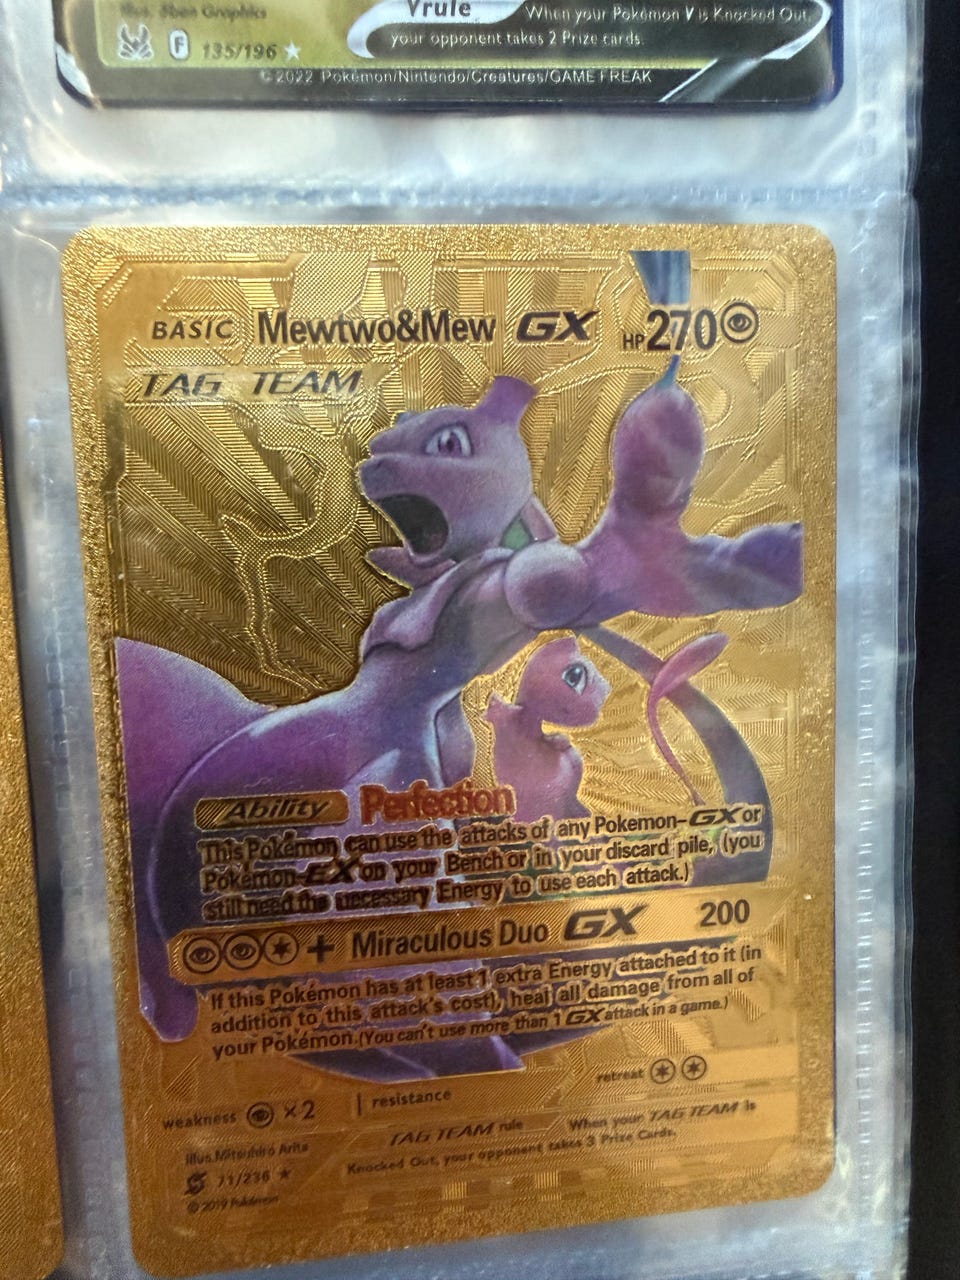 Illus. 5ban Graphics
Vrule When your Pokémon V is Knocked Out,
your opponent takes 2 Prize cards.
F 135/196 ★
©2022 Pokémon/Nintendo/Creatures/GAME FREAK
BASIC Mewtwo&Mew GX HP270
TAG TEAM
Ability Perfection
This Pokémon can use the attacks of any Pokemon-GX or
Pokémon-EX on your Bench or in your discard pile, (you
still need the necessary Energy to use each attack.)
+ Miraculous Duo GX 200
If this Pokémon has at least 1 extra Energy attached to it (in
addition to this attack's cost), heal all damage from all of
your Pokémon.(You can't use more than 1 GX attack in a game.)
retreat
weakness ×2 resistance
TAG TEAM rule When your TAG TEAM is
Knocked Out, your opponent takes 3 Prize Cards.
Illus.Mitsuhiro Arita
71/236 ★
©2019 Pokémon